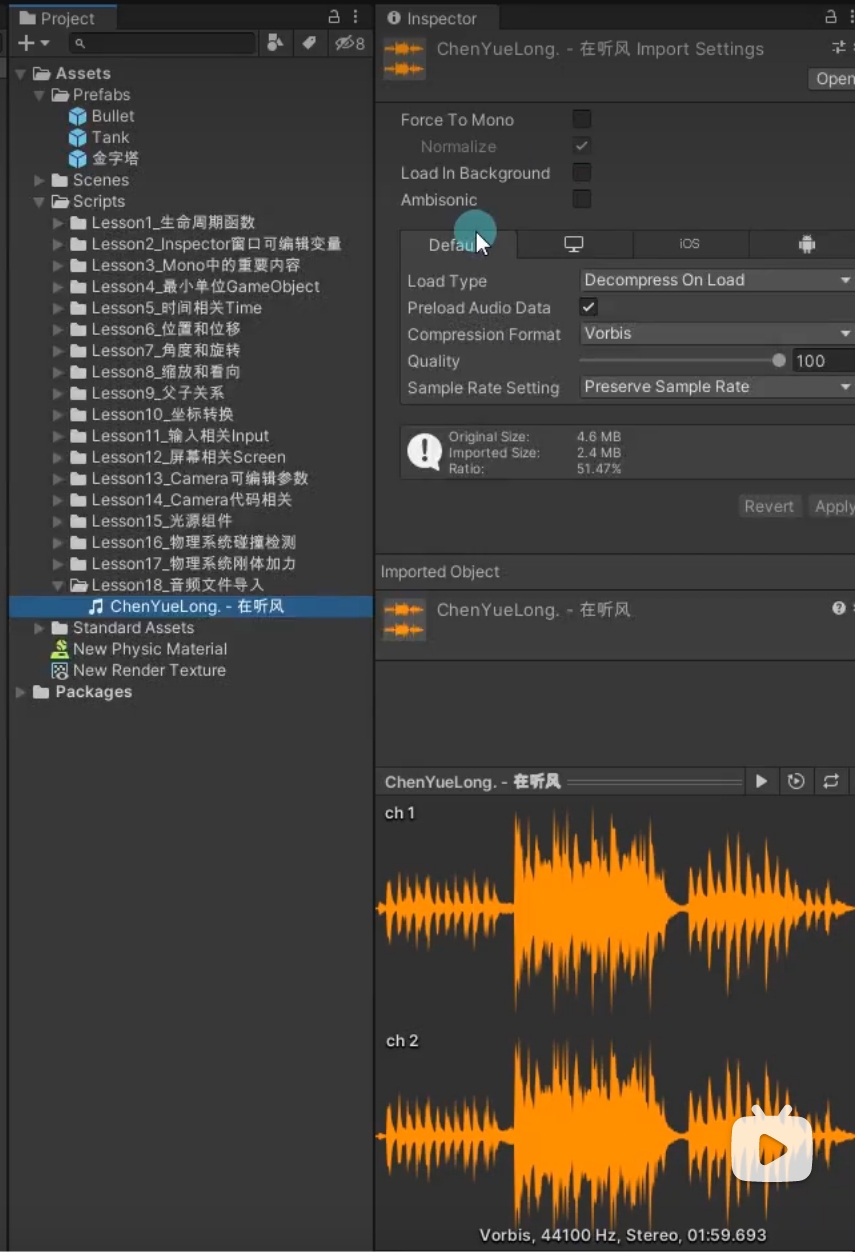 Project
8
Assets
Prefabs
Bullet
Tank
金字塔
Scenes
Scripts
Lesson1_生命周期函数
Lesson2_Inspector窗口可编辑变量
Lesson3_Mono中的重要内容
Lesson4_最小单位GameObject
Lesson5_时间相关Time
Lesson6_位置和位移
Lesson7_角度和旋转
Lesson8_缩放和看向
Lesson9_父子关系
Lesson10_坐标转换
Lesson11_输入相关Input
Lesson12_屏幕相关Screen
Lesson13_Camera可编辑参数
Lesson14_Camera代码相关
Lesson15_光源组件
Lesson16_物理系统碰撞检测
Lesson17_物理系统刚体加力
Lesson18_音频文件导入
ChenYueLong. - 在听风
Standard Assets
New Physic Material
New Render Texture
Packages
Inspector
ChenYueLong. - 在听风 Import Settings
Open
Force To Mono
Normalize
Load In Background
Ambisonic
Defau
iOS
Load Type Decompress On Load
Preload Audio Data
Compression Format Vorbis
Quality 100
Sample Rate Setting Preserve Sample Rate
Original Size: 4.6 MB
Imported Size: 2.4 MB
Ratio: 51.47%
Revert Apply
Imported Object
ChenYueLong. - 在听风
ChenYueLong. - 在听风
ch 1
ch 2
Vorbis, 44100 Hz, Stereo, 01:59.693